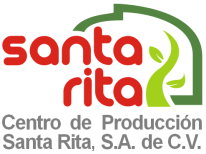 santa
rita
Centro de Producción
Santa Rita, S.A. de C.V.